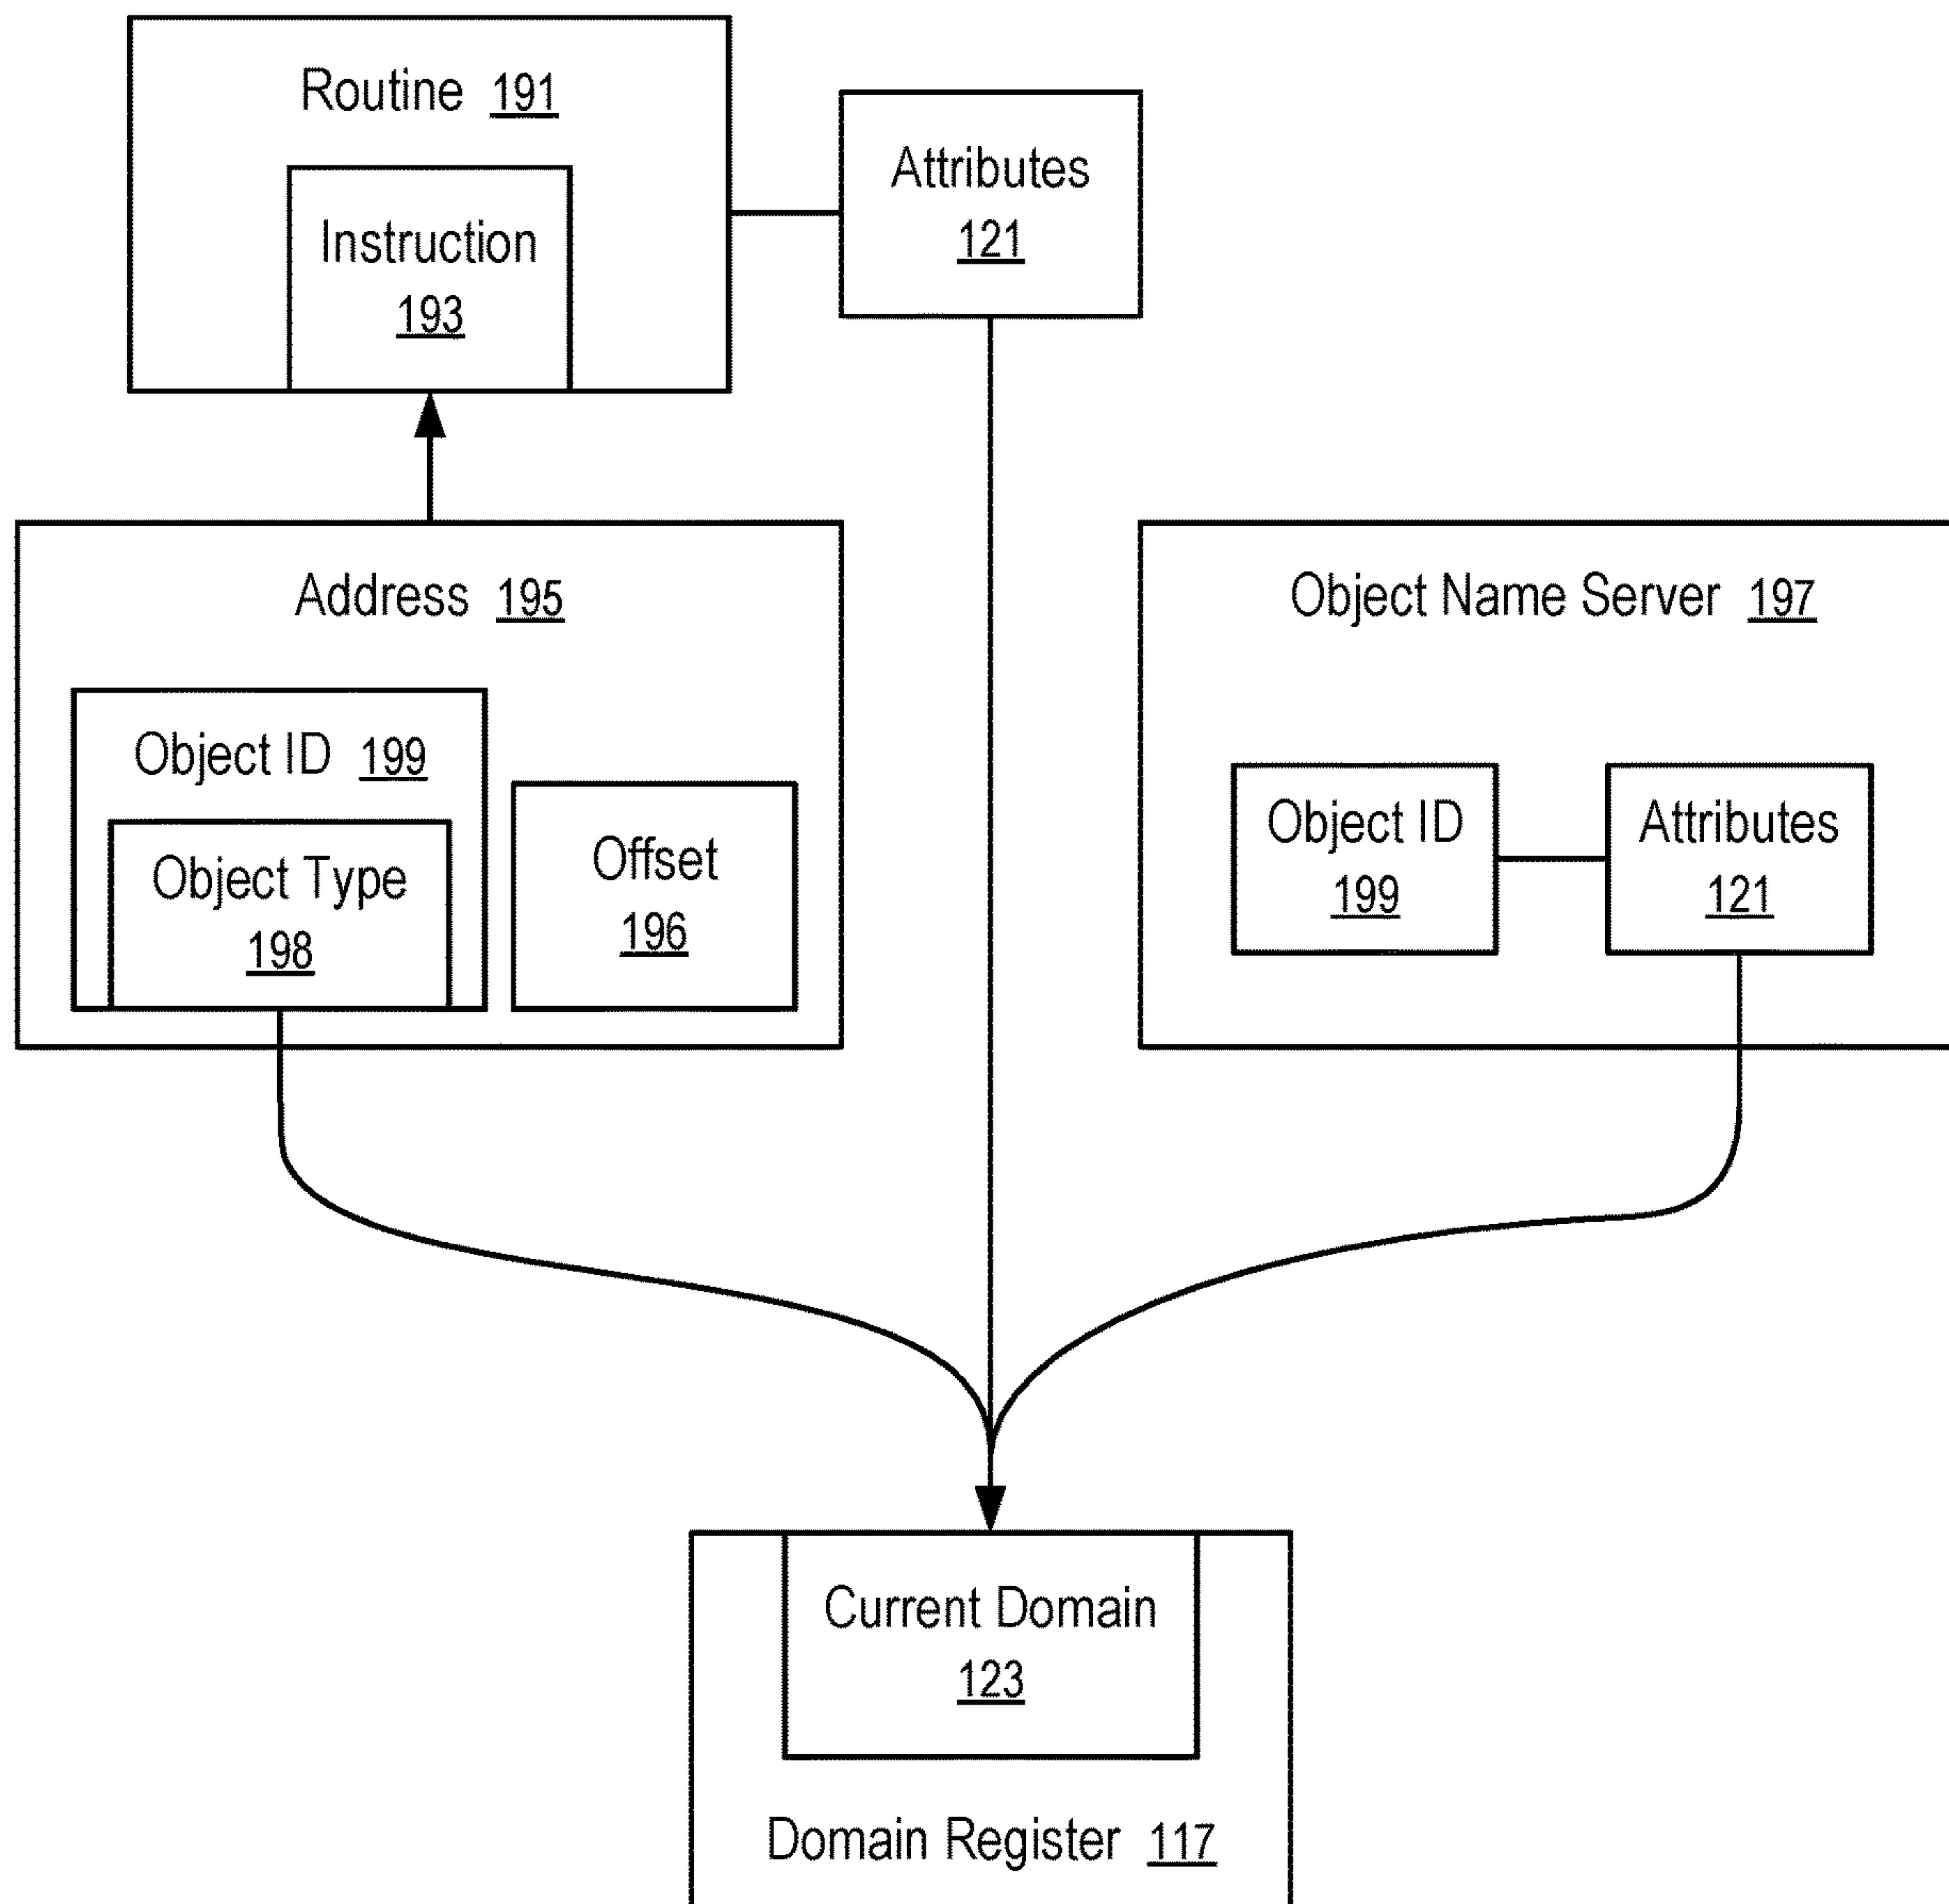 Routine 191
Instruction
193
Attributes
121
Address 195
Object ID 199
Object Type
198
Offset
196
Object Name Server 197
Object ID
199
Attributes
121
Current Domain
123
Domain Register 117